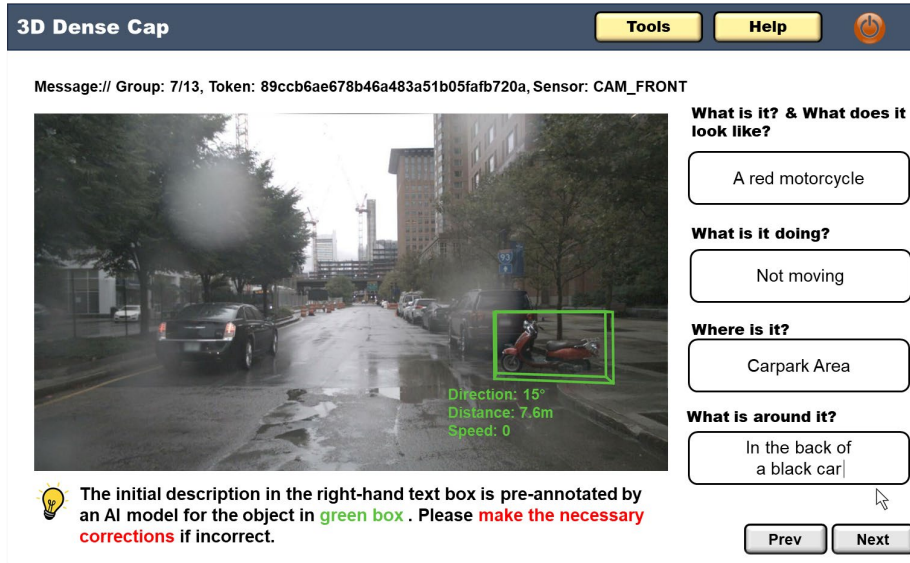 3D Dense Cap
Tools
Help
Message:// Group: 7/13, Token: 89ccb6ae678b46a483a51b05fafb720a, Sensor: CAM_FRONT
What is it? & What does it
look like?
A red motorcycle
What is it doing?
Not moving
Where is it?
Carpark Area
What is around it?
In the back of
a black car
93
Direction: 15°
Distance: 7.6m
Speed: 0
The initial description in the right-hand text box is pre-annotated by
an AI model for the object in green box . Please make the necessary
corrections if incorrect.
Prev
Next